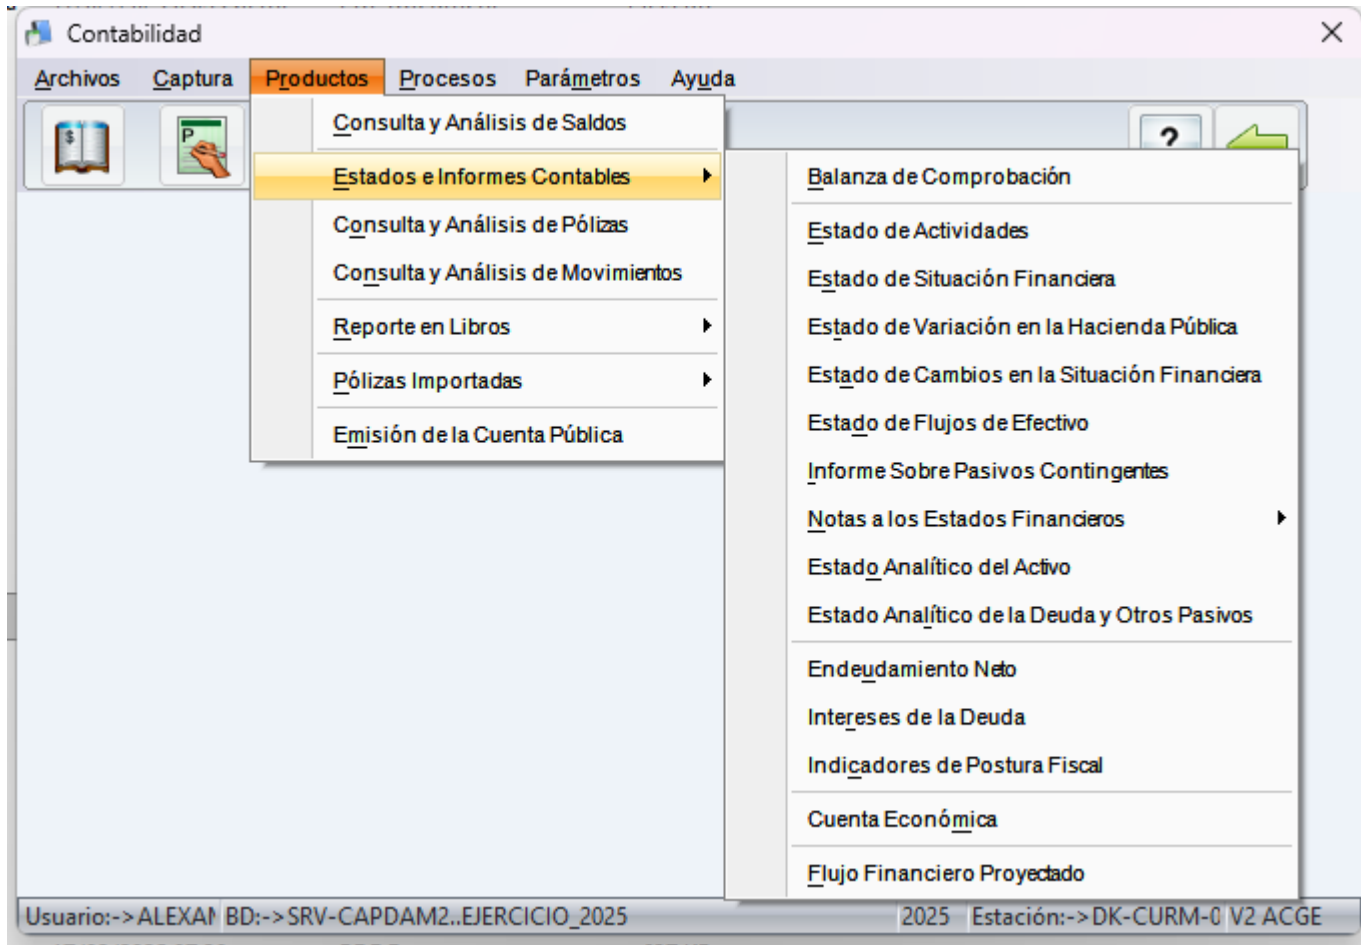 Contabilidad
Archivos Captura Productos Procesos Parámetros Ayuda
$ P ?
Consulta y Análisis de Saldos
Estados e Informes Contables
Consulta y Análisis de Pólizas
Consulta y Análisis de Movimientos
Reporte en Libros
Pólizas Importadas
Emisión de la Cuenta Pública
Balanza de Comprobación
Estado de Actividades
Estado de Situación Financiera
Estado de Variación en la Hacienda Pública
Estado de Cambios en la Situación Financiera
Estado de Flujos de Efectivo
Informe Sobre Pasivos Contingentes
Notas a los Estados Financieros
Estado Analítico del Activo
Estado Analítico de la Deuda y Otros Pasivos
Endeudamiento Neto
Intereses de la Deuda
Indicadores de Postura Fiscal
Cuenta Económica
Flujo Financiero Proyectado
Usuario:-> BD:->SRV-CAPDAM2..EJERCICIO_2025 2025 Estación:->DK-CURM-0 V2 ACGE